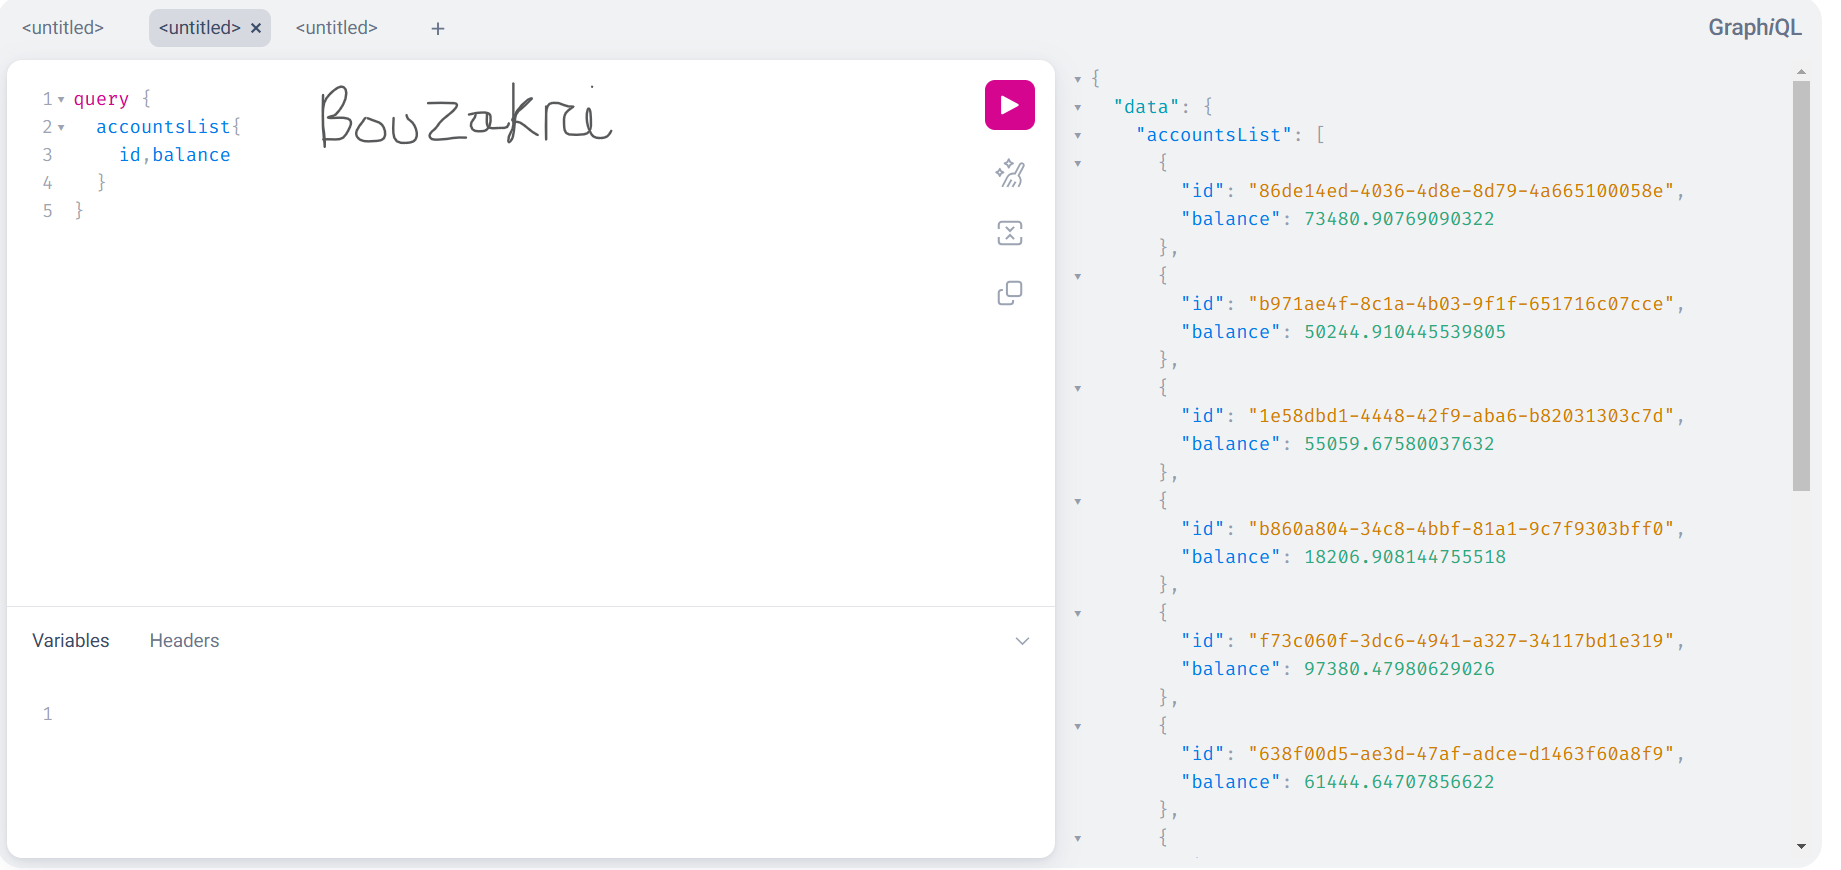 <untitled> <untitled> × <untitled> + GraphiQL
1 query {
2 accountsList{
3 id,balance
4 }
5 }
Bouzakri
Variables Headers
1
{
"data": {
"accountsList": [
{
"id": "86de14ed-4036-4d8e-8d79-4a665100058e",
"balance": 73480.90769090322
},
{
"id": "b971ae4f-8c1a-4b03-9f1f-651716c07cce",
"balance": 50244.910445539805
},
{
"id": "1e58dbd1-4448-42f9-aba6-b82031303c7d",
"balance": 55059.67580037632
},
{
"id": "b860a804-34c8-4bbf-81a1-9c7f9303bff0",
"balance": 18206.908144755518
},
{
"id": "f73c060f-3dc6-4941-a327-34117bd1e319",
"balance": 97380.47980629026
},
{
"id": "638f00d5-ae3d-47af-adce-d1463f60a8f9",
"balance": 61444.64707856622
},
{